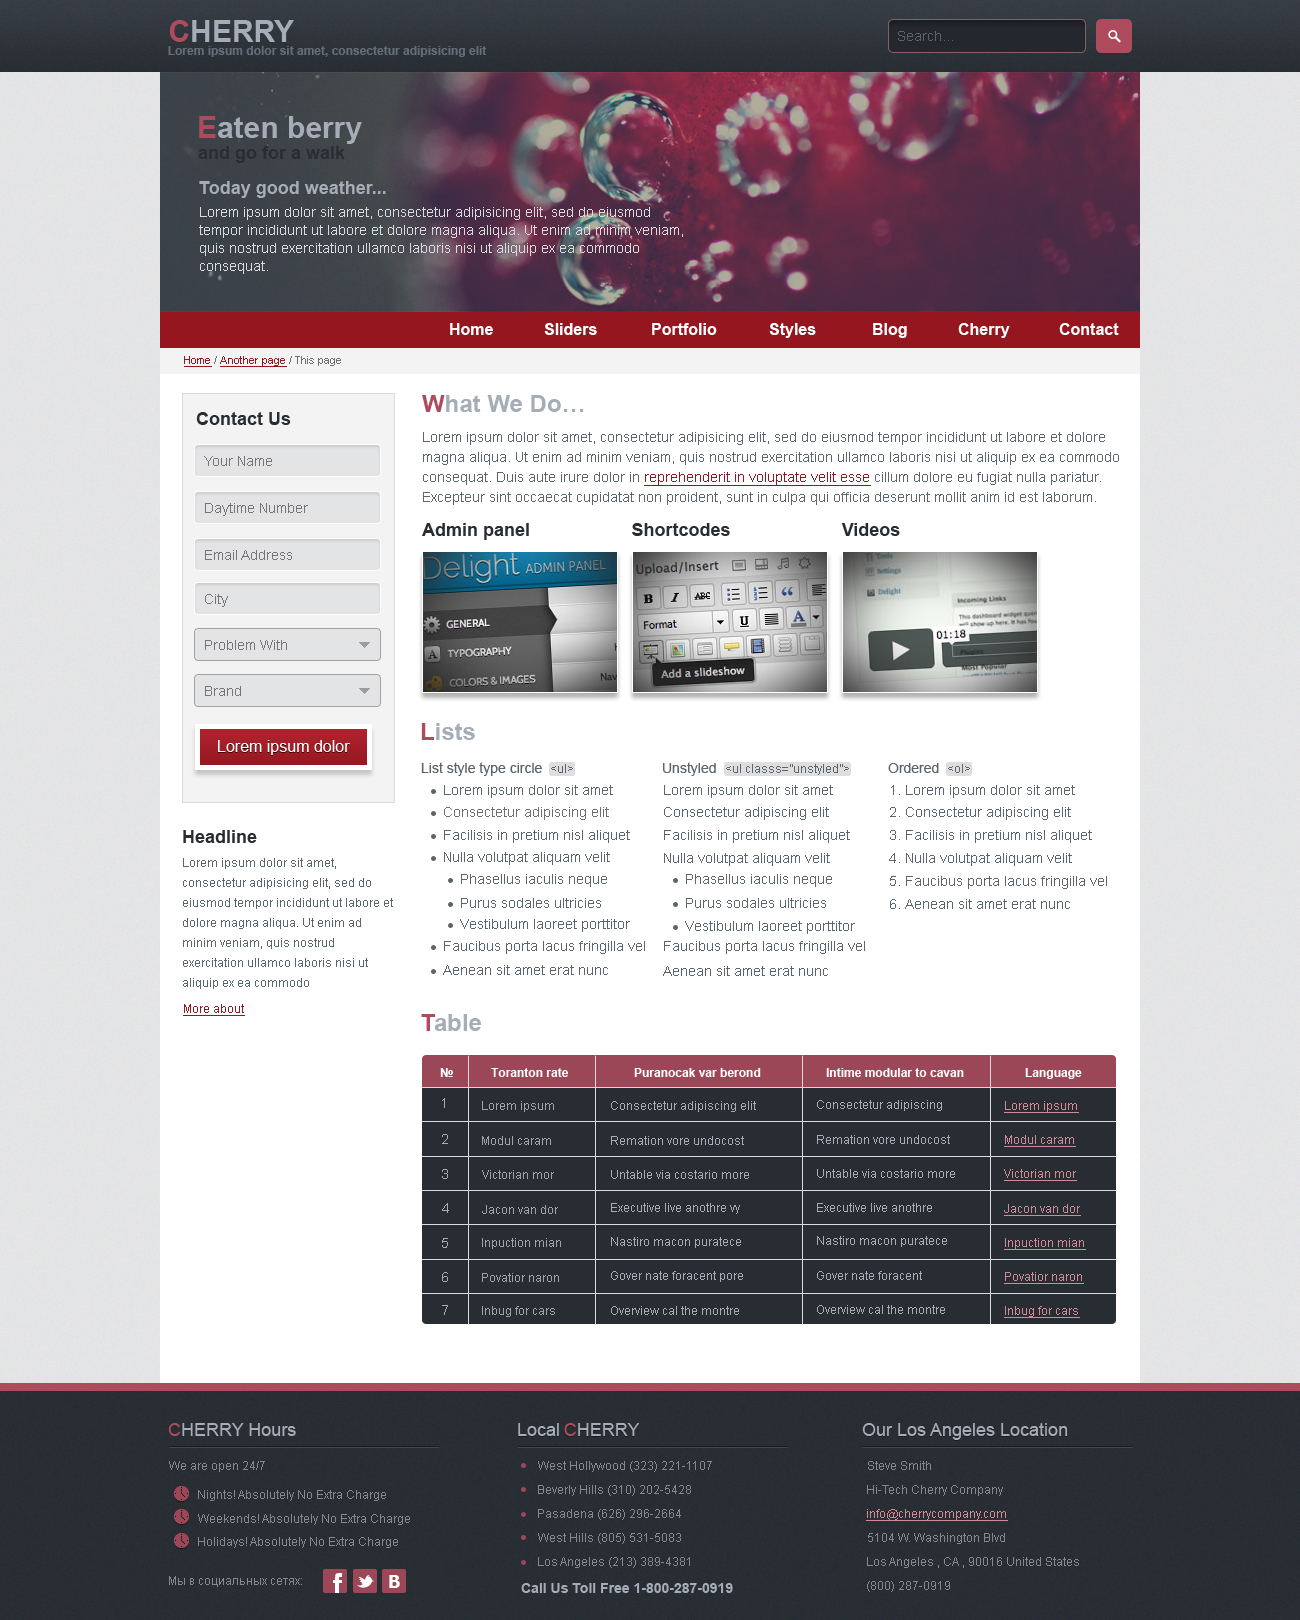 CHERRY
Lorem ipsum dolor sit amet, consectetur adipisicing elit
Search...
Eaten berry
and go for a walk
Today good weather...
Lorem ipsum dolor sit amet, consectetur adipisicing elit, sed do eiusmod
tempor incididunt ut labore et dolore magna aliqua. Ut enim ad minim veniam,
quis nostrud exercitation ullamco laboris nisi ut aliquip ex ea commodo
consequat.
Home Sliders Portfolio Styles Blog Cherry Contact
Home / Another page / This page
Contact Us
Your Name
Daytime Number
Email Address
City
Problem With
Brand
Lorem ipsum dolor
Headline
Lorem ipsum dolor sit amet,
consectetur adipisicing elit, sed do
eiusmod tempor incididunt ut labore et
dolore magna aliqua. Ut enim ad
minim veniam, quis nostrud
exercitation ullamco laboris nisi ut
aliquip ex ea commodo
More about
What We Do...
Lorem ipsum dolor sit amet, consectetur adipisicing elit, sed do eiusmod tempor incididunt ut labore et dolore
magna aliqua. Ut enim ad minim veniam, quis nostrud exercitation ullamco laboris nisi ut aliquip ex ea commodo
consequat. Duis aute irure dolor in reprehenderit in voluptate velit esse cillum dolore eu fugiat nulla pariatur.
Excepteur sint occaecat cupidatat non proident, sunt in culpa qui officia deserunt mollit anim id est laborum.
Admin panel
Delight ADMIN PANEL
GENERAL
TYPOGRAPHY
COLORS & IMAGES
Nav
Shortcodes
Upload/Insert
B I ABC
Format U A
Add a slideshow
Videos
Tools
Settings
Delight
Incoming Links
This dashboard widget que
will show up here. It has fou
01:18
Plugins
Most Popular
Lists
List style type circle <ul>
• Lorem ipsum dolor sit amet
• Consectetur adipiscing elit
• Facilisis in pretium nisl aliquet
• Nulla volutpat aliquam velit
• Phasellus iaculis neque
• Purus sodales ultricies
• Vestibulum laoreet porttitor
• Faucibus porta lacus fringilla vel
• Aenean sit amet erat nunc
Unstyled <ul classs="unstyled">
Lorem ipsum dolor sit amet
Consectetur adipiscing elit
Facilisis in pretium nisl aliquet
Nulla volutpat aliquam velit
• Phasellus iaculis neque
• Purus sodales ultricies
• Vestibulum laoreet porttitor
Faucibus porta lacus fringilla vel
Aenean sit amet erat nunc
Ordered <ol>
1. Lorem ipsum dolor sit amet
2. Consectetur adipiscing elit
3. Facilisis in pretium nisl aliquet
4. Nulla volutpat aliquam velit
5. Faucibus porta lacus fringilla vel
6. Aenean sit amet erat nunc
Table
№ Toranton rate Puranocak var berond Intime modular to cavan Language
1 Lorem ipsum Consectetur adipiscing elit Consectetur adipiscing Lorem ipsum
2 Modul caram Remation vore undocost Remation vore undocost Modul caram
3 Victorian mor Untable via costario more Untable via costario more Victorian mor
4 Jacon van dor Executive live anothre vy Executive live anothre Jacon van dor
5 Inpuction mian Nastiro macon puratece Nastiro macon puratece Inpuction mian
6 Povatior naron Gover nate foracent pore Gover nate foracent Povatior naron
7 Inbug for cars Overview cal the montre Overview cal the montre Inbug for cars
CHERRY Hours
We are open 24/7
Nights! Absolutely No Extra Charge
Weekends! Absolutely No Extra Charge
Holidays! Absolutely No Extra Charge
Мы в социальных сетях: f B
Local CHERRY
• West Hollywood (323) 221-1107
• Beverly Hills (310) 202-5428
• Pasadena (626) 296-2664
• West Hills (805) 531-5083
• Los Angeles (213) 389-4381
Call Us Toll Free 1-800-287-0919
Our Los Angeles Location
Steve Smith
Hi-Tech Cherry Company
info@cherrycompany.com
5104 W. Washington Blvd
Los Angeles , CA , 90016 United States
(800) 287-0919